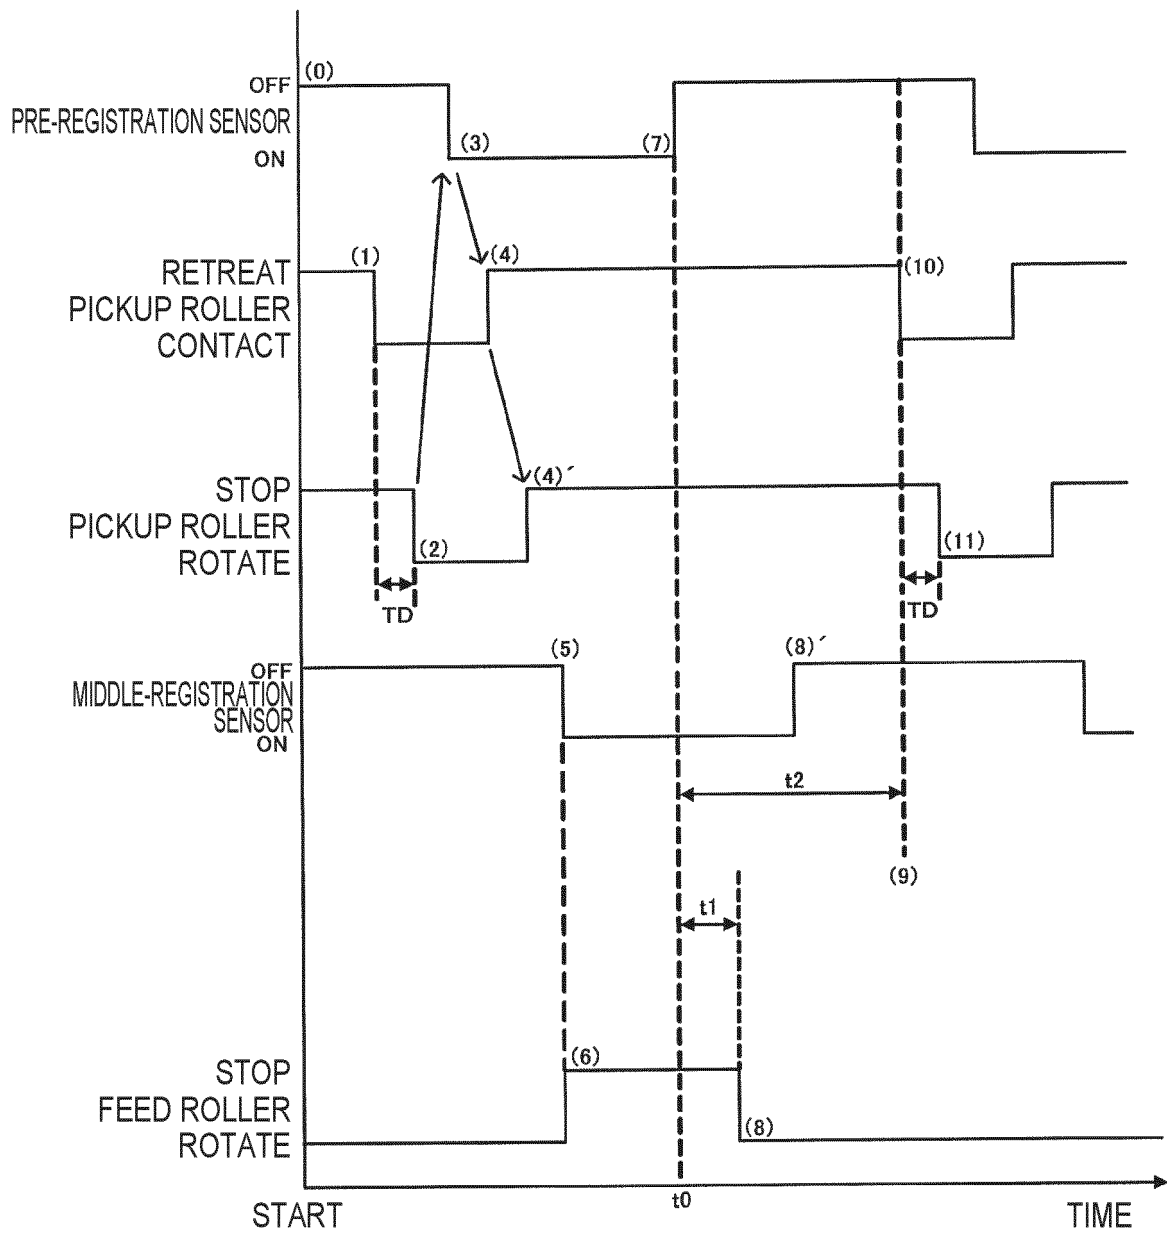 OFF (0)
PRE-REGISTRATION SENSOR
ON (3) (7)
(1) (4)
RETREAT (10)
PICKUP ROLLER
CONTACT
STOP (4)´
PICKUP ROLLER
ROTATE (2) (11)
TD TD
(5) (8)´
OFF
MIDDLE-REGISTRATION
SENSOR
ON
t2
(9)
t1
STOP (6)
FEED ROLLER
ROTATE (8)
t0
START TIME